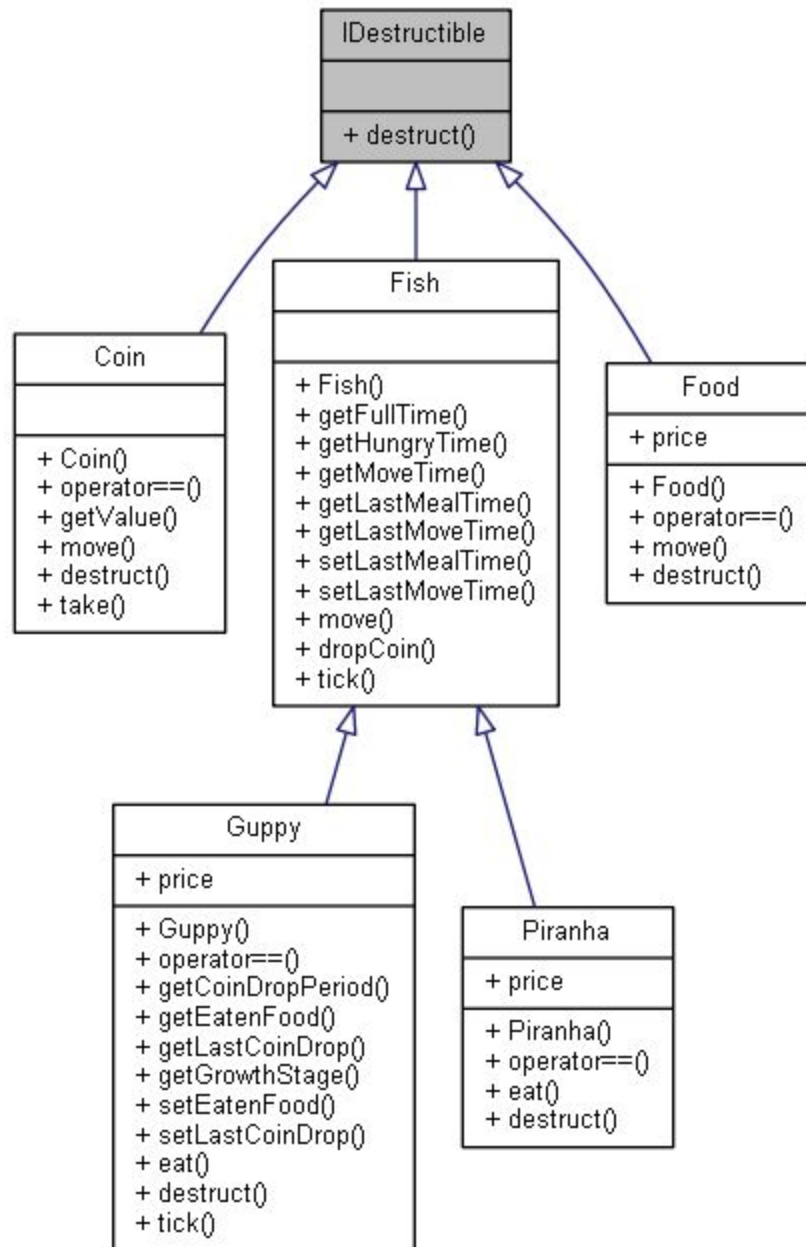 IDestructible
+ destruct()
Coin
+ Coin()
+ operator==()
+ getValue()
+ move()
+ destruct()
+ take()
Fish
+ Fish()
+ getFullTime()
+ getHungryTime()
+ getMoveTime()
+ getLastMealTime()
+ getLastMoveTime()
+ setLastMealTime()
+ setLastMoveTime()
+ move()
+ dropCoin()
+ tick()
Food
+ price
+ Food()
+ operator==()
+ move()
+ destruct()
Guppy
+ price
+ Guppy()
+ operator==()
+ getCoinDropPeriod()
+ getEatenFood()
+ getLastCoinDrop()
+ getGrowthStage()
+ setEatenFood()
+ setLastCoinDrop()
+ eat()
+ destruct()
+ tick()
Piranha
+ price
+ Piranha()
+ operator==()
+ eat()
+ destruct()